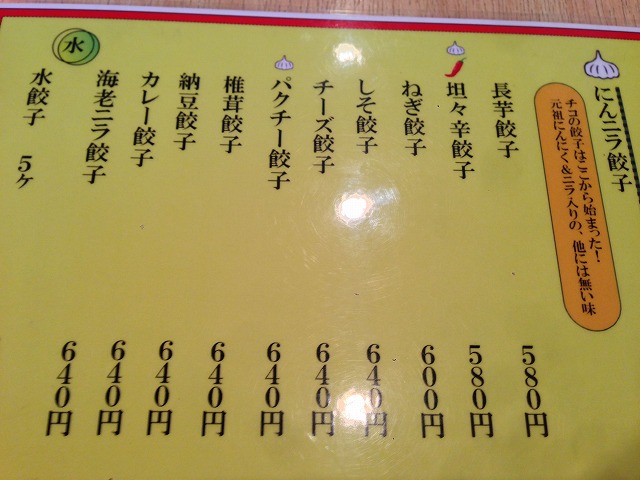 にんニラ餃子
チコの餃子はここから始まった！
元祖にんにく＆ニラ入りの、他には無い味
長芋餃子 580円
坦々辛餃子 580円
ねぎ餃子 600円
しそ餃子 640円
チーズ餃子 640円
パクチー餃子 640円
椎茸餃子 640円
納豆餃子 640円
カレー餃子 640円
海老ニラ餃子 640円
水
水餃子 5ケ